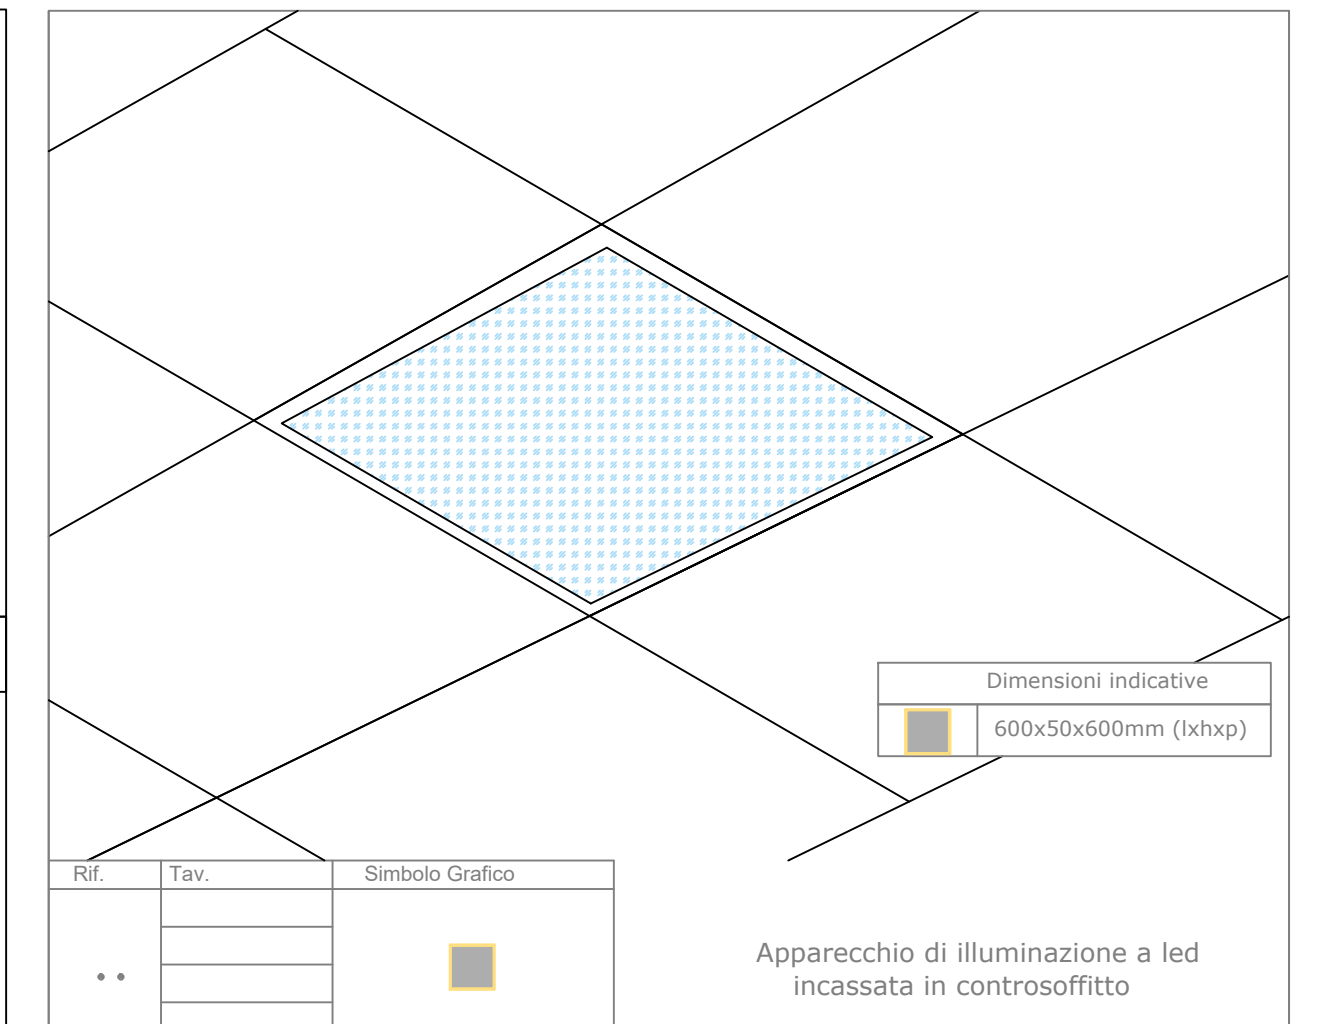 Dimensioni indicative
600x50x600mm (lxhxp)
Rif. Tav. Simbolo Grafico
Apparecchio di illuminazione a led
incassata in controsoffitto